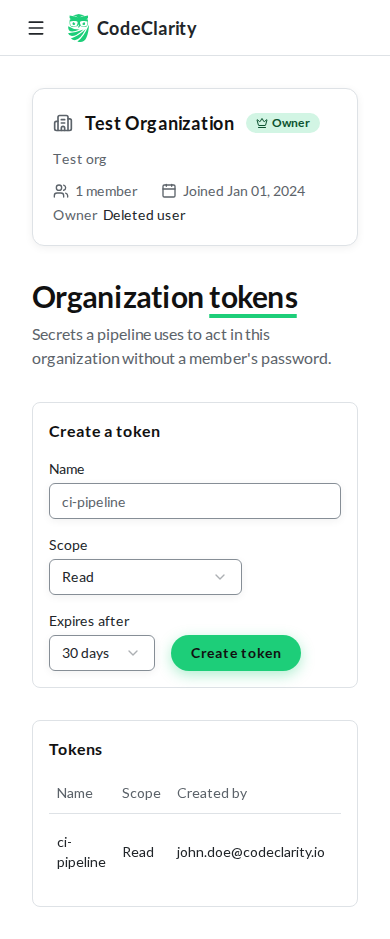 CodeClarity
Test Organization
Owner
Test org
1 member
Joined Jan 01, 2024
Owner Deleted user
Organization tokens
Secrets a pipeline uses to act in this
organization without a member's password.
Create a token
Name
ci-pipeline
Scope
Read
Expires after
30 days
Create token
Tokens
Name Scope Created by
ci-
pipeline
Read
john.doe@codeclarity.io